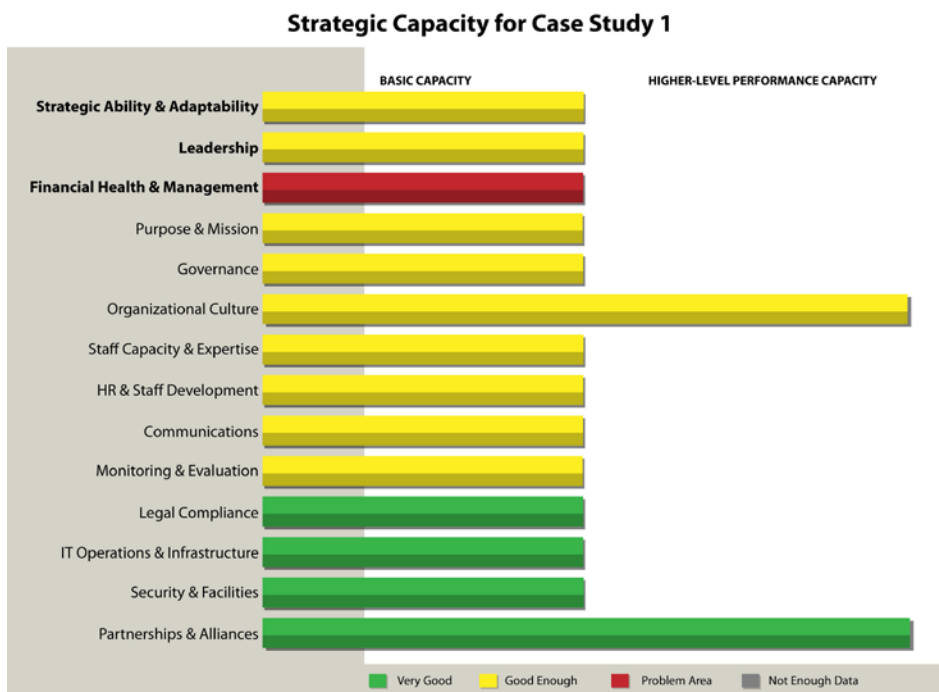 Strategic Capacity for Case Study 1
BASIC CAPACITY
HIGHER-LEVEL PERFORMANCE CAPACITY
Strategic Ability & Adaptability
Leadership
Financial Health & Management
Purpose & Mission
Governance
Organizational Culture
Staff Capacity & Expertise
HR & Staff Development
Communications
Monitoring & Evaluation
Legal Compliance
IT Operations & Infrastructure
Security & Facilities
Partnerships & Alliances
Very Good
Good Enough
Problem Area
Not Enough Data